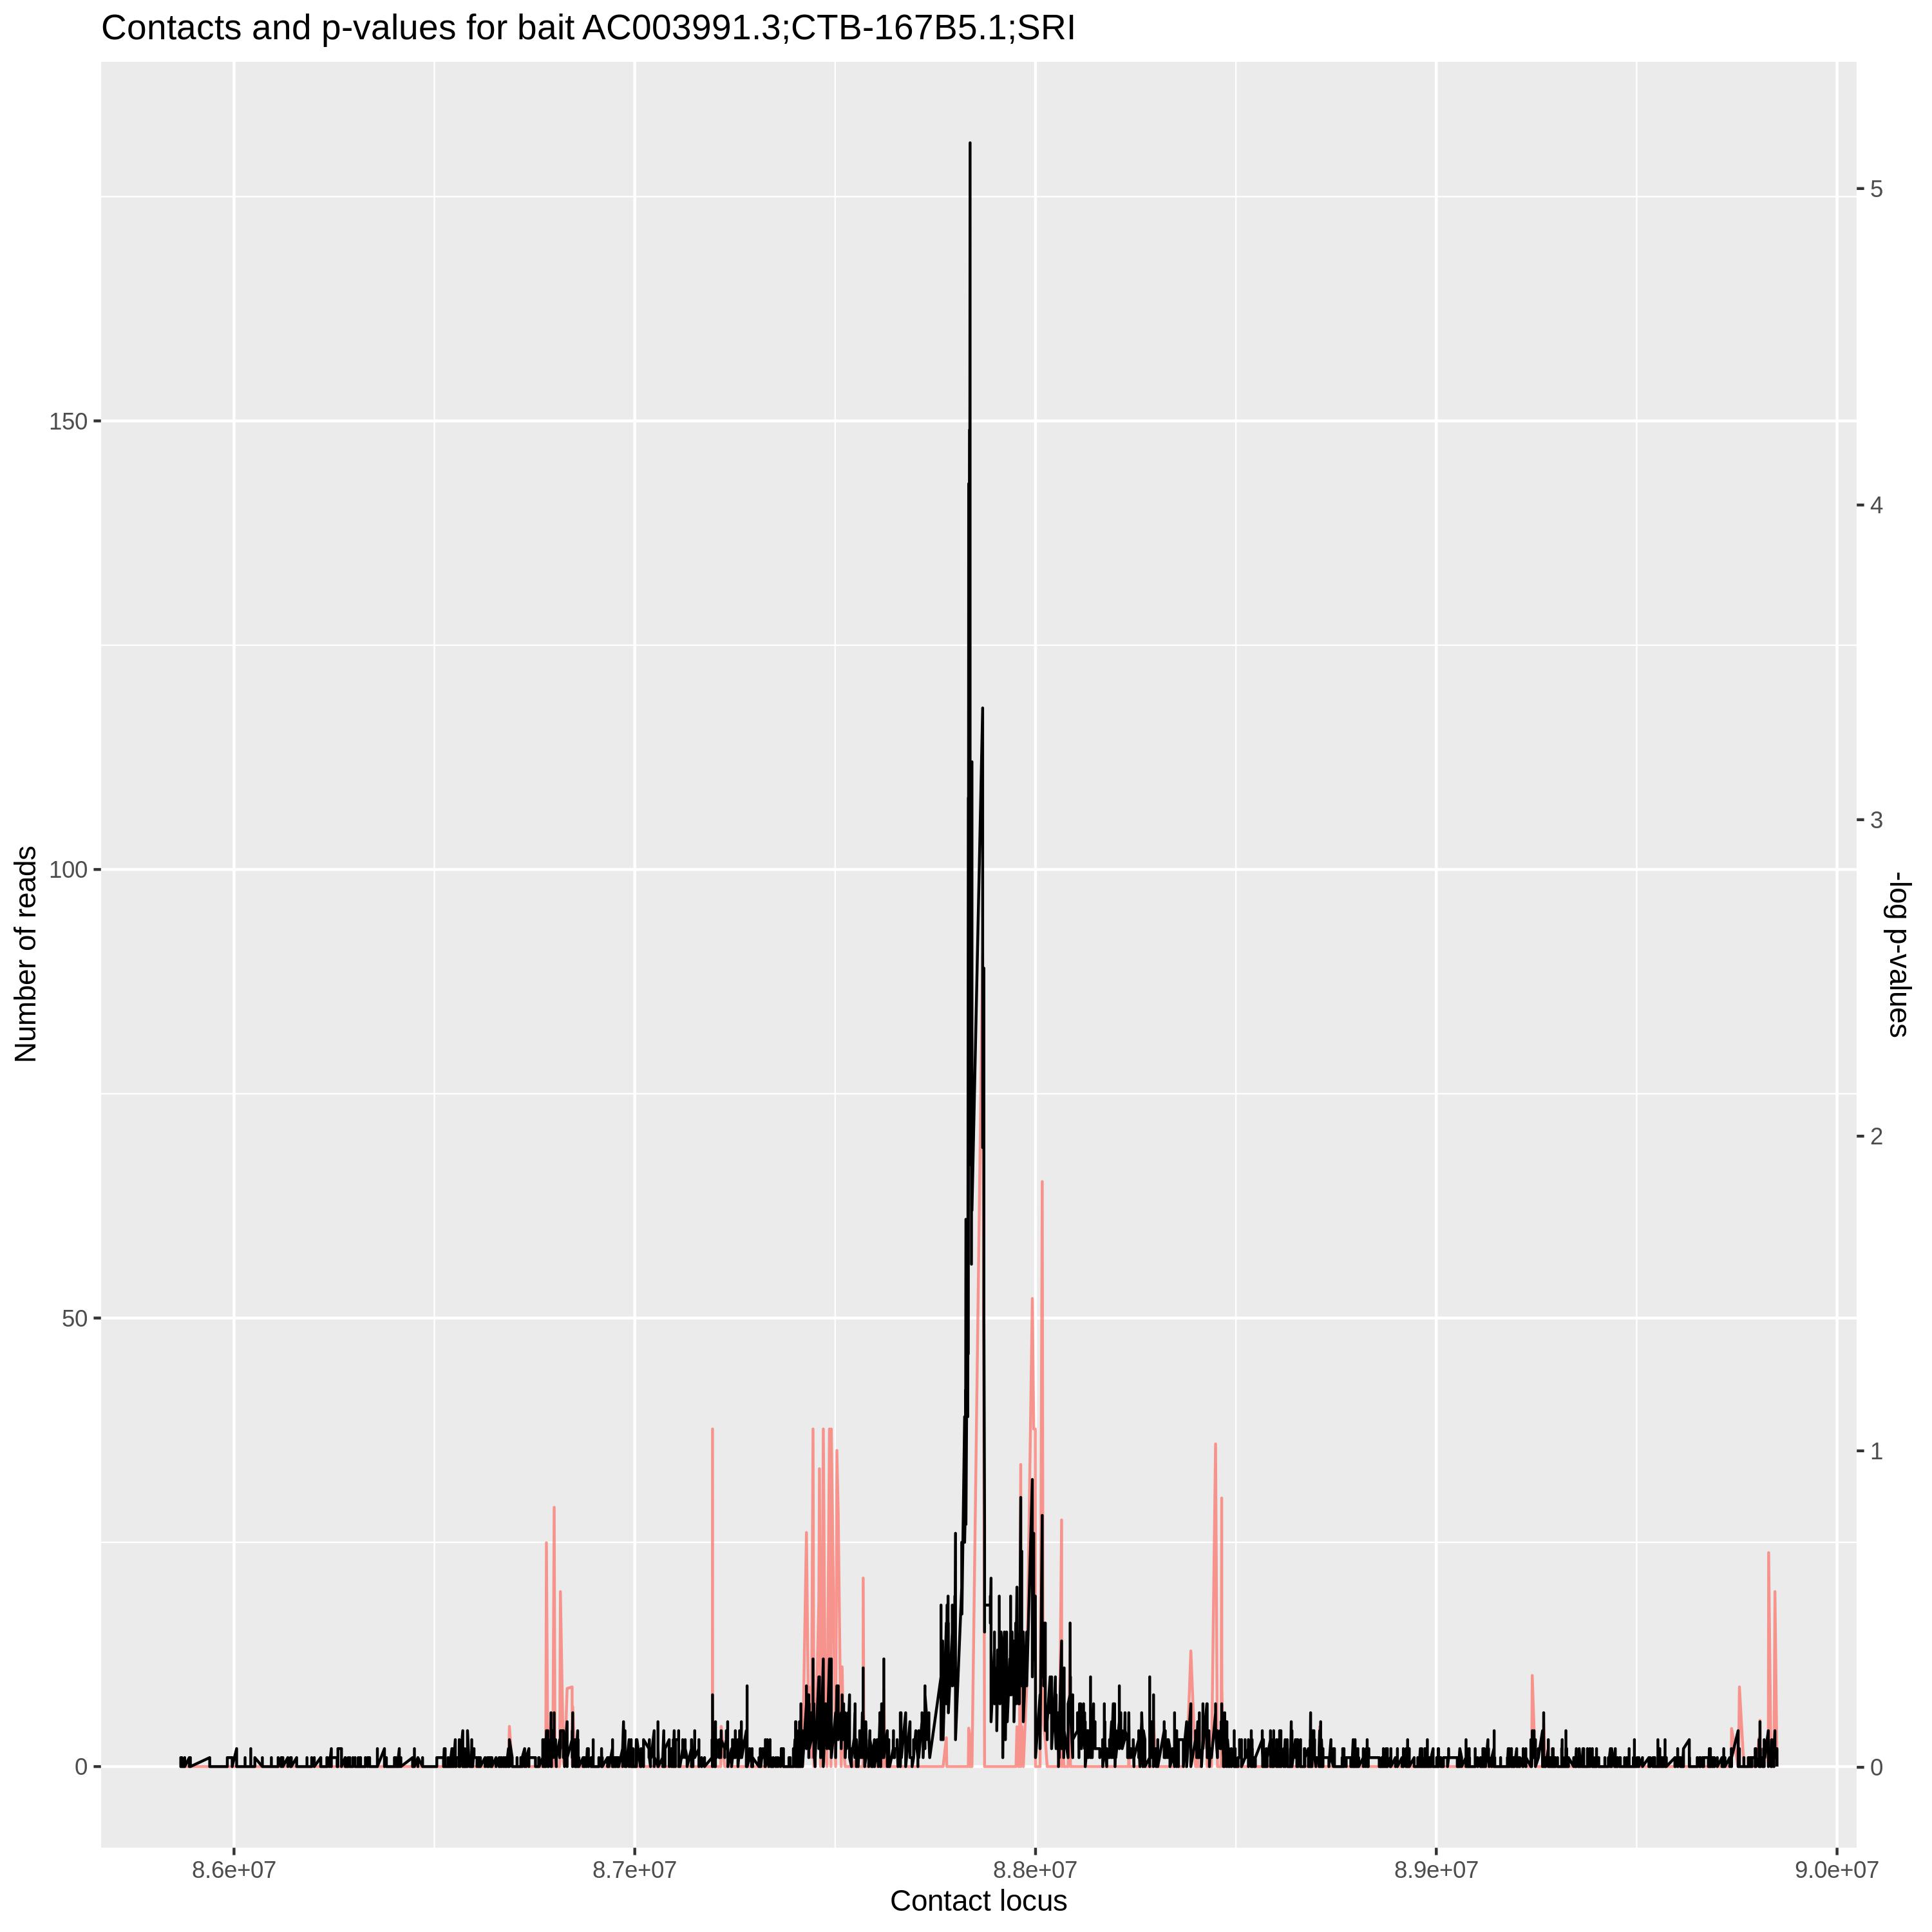 Contacts and p-values for bait AC003991.3;CTB-167B5.1;SRI
150
100
50
0
Number of reads
5
4
3
2
1
0
-log p-values
8.6e+07 8.7e+07 8.8e+07 8.9e+07 9.0e+07
Contact locus